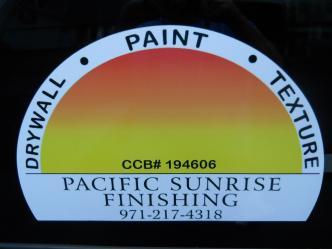 DRYWALL • PAINT • TEXTURE
CCB# 194606
PACIFIC SUNRISE
FINISHING
971-217-4318